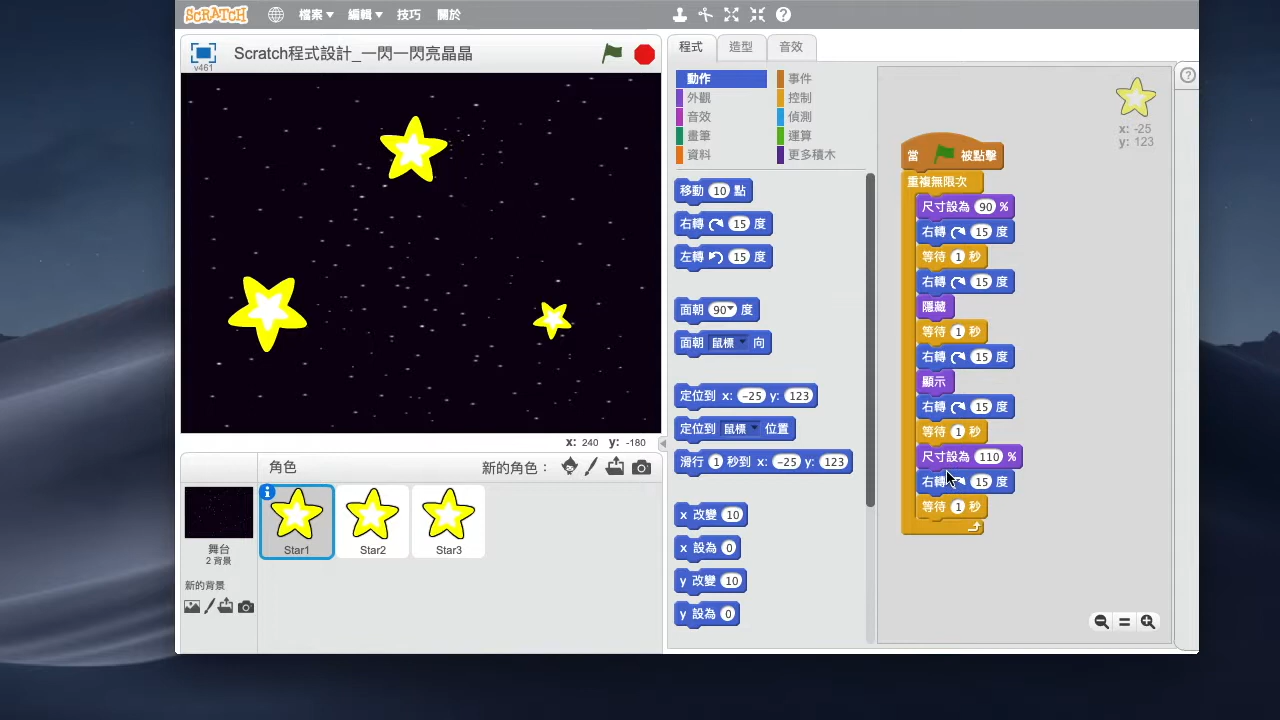 SCRATCH 檔案 編輯 技巧 關於
v461
Scratch程式設計_一閃一閃亮晶晶
x: 240 y: -180
角色
新的角色：
舞台
2 背景
新的背景
Star1
Star2
Star3
程式
造型
音效
動作
外觀
音效
畫筆
資料
事件
控制
偵測
運算
更多積木
移動 10 點
右轉 15 度
左轉 15 度
面朝 90 度
面朝 鼠標 向
定位到 x: -25 y: 123
定位到 鼠標 位置
滑行 1 秒到 x: -25 y: 123
x 改變 10
x 設為 0
y 改變 10
y 設為 0
x: -25
y: 123
當 被點擊
重複無限次
尺寸設為 90 %
右轉 15 度
等待 1 秒
右轉 15 度
隱藏
等待 1 秒
右轉 15 度
顯示
右轉 15 度
等待 1 秒
尺寸設為 110 %
右轉 15 度
等待 1 秒